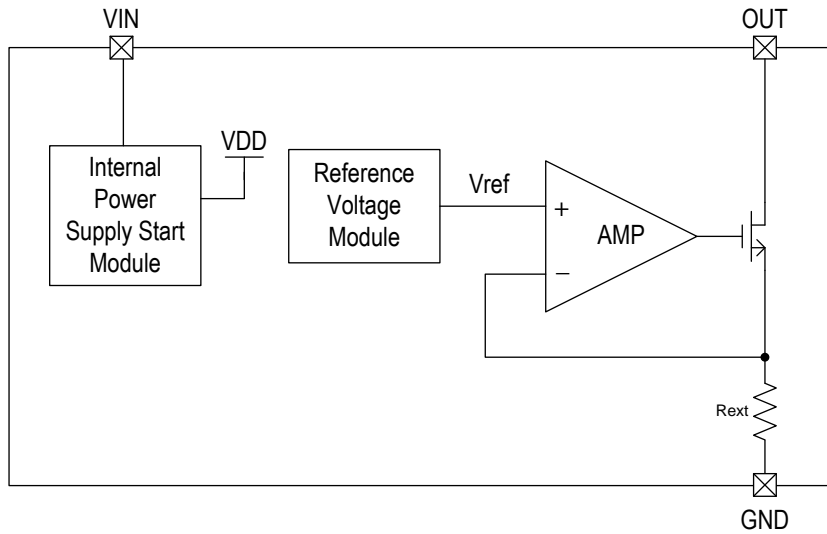 VIN
OUT
VDD
Internal
Power
Supply Start
Module
Reference
Voltage
Module
Vref
+
AMP
−
Rext
GND